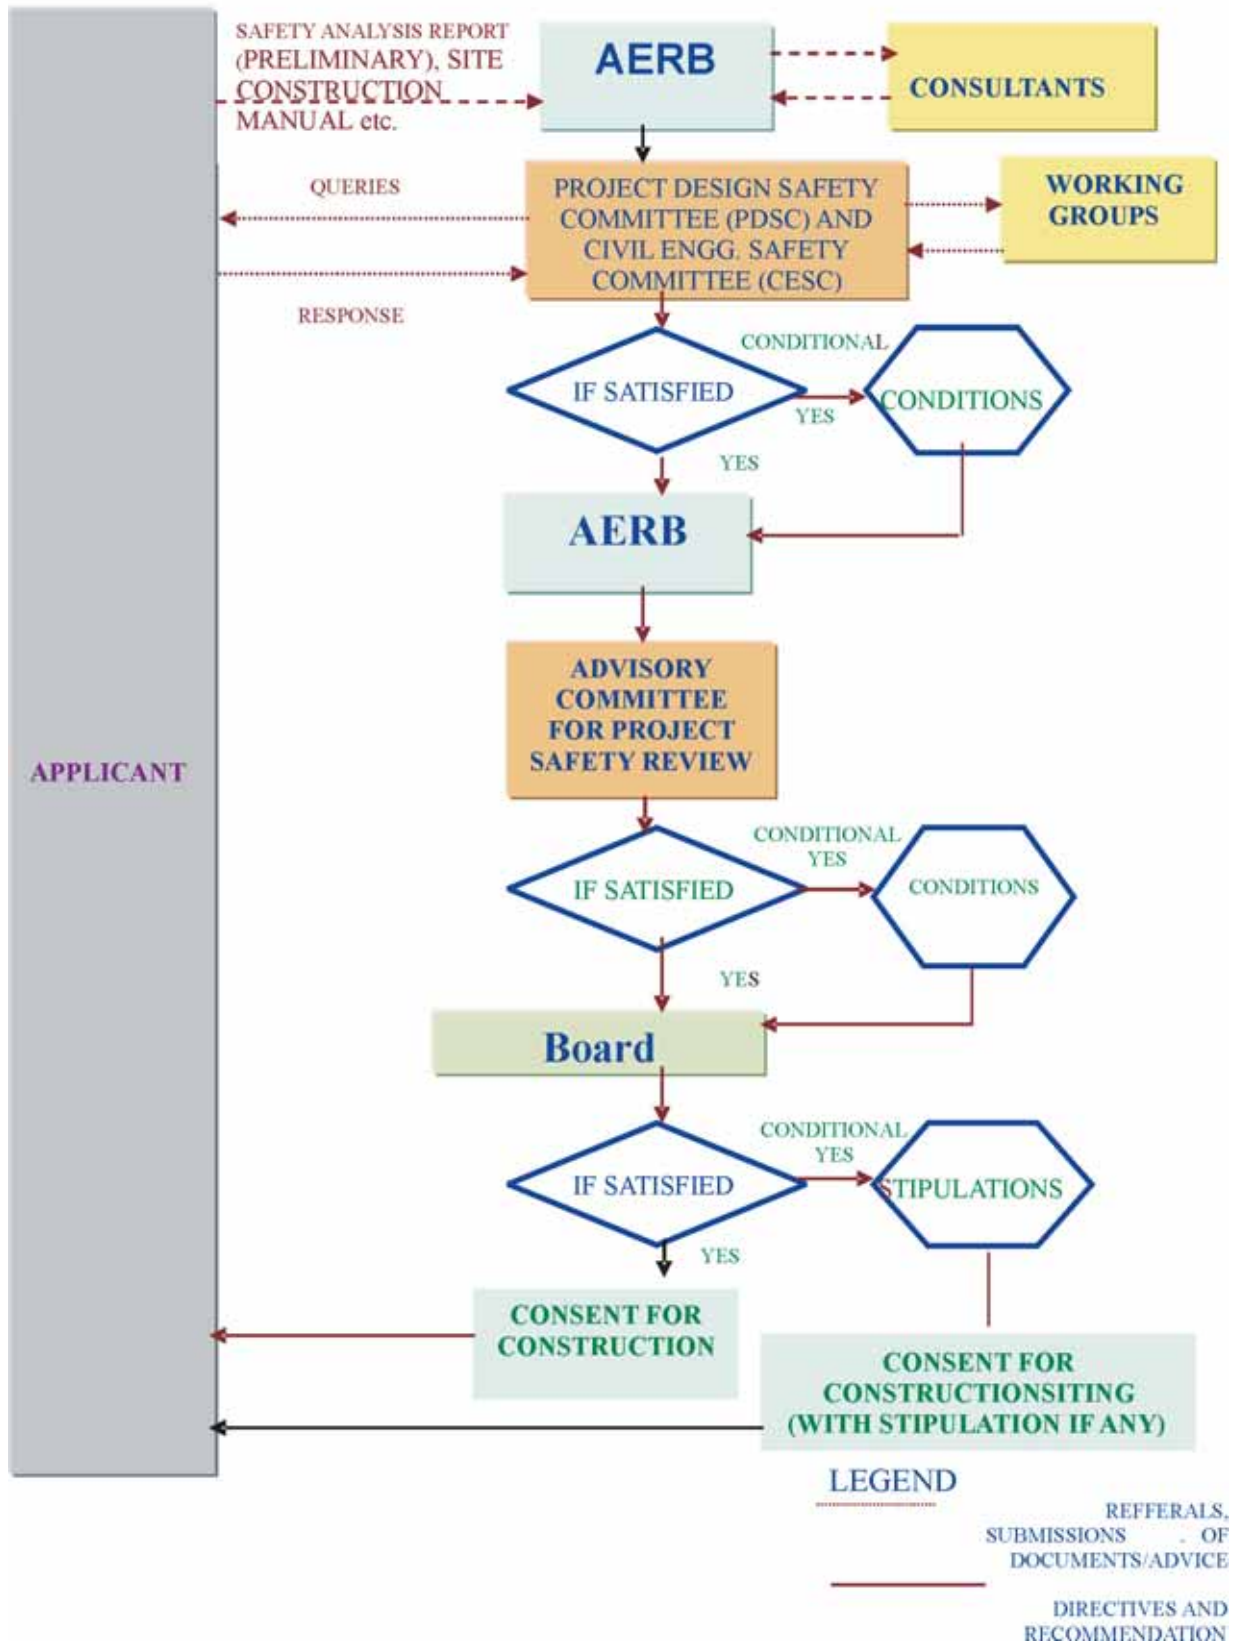 SAFETY ANALYSIS REPORT
(PRELIMINARY), SITE
CONSTRUCTION
MANUAL etc.
AERB
CONSULTANTS
QUERIES
PROJECT DESIGN SAFETY
COMMITTEE (PDSC) AND
CIVIL ENGG. SAFETY
COMMITTEE (CESC)
WORKING
GROUPS
RESPONSE
IF SATISFIED
CONDITIONAL
YES
CONDITIONS
YES
AERB
ADVISORY
COMMITTEE
FOR PROJECT
SAFETY REVIEW
APPLICANT
IF SATISFIED
CONDITIONAL
YES
CONDITIONS
YES
Board
IF SATISFIED
CONDITIONAL
YES
STIPULATIONS
YES
CONSENT FOR
CONSTRUCTION
CONSENT FOR
CONSTRUCTIONSITING
(WITH STIPULATION IF ANY)
LEGEND
REFFERALS,
SUBMISSIONS . OF
DOCUMENTS/ADVICE
DIRECTIVES AND
RECOMMENDATION